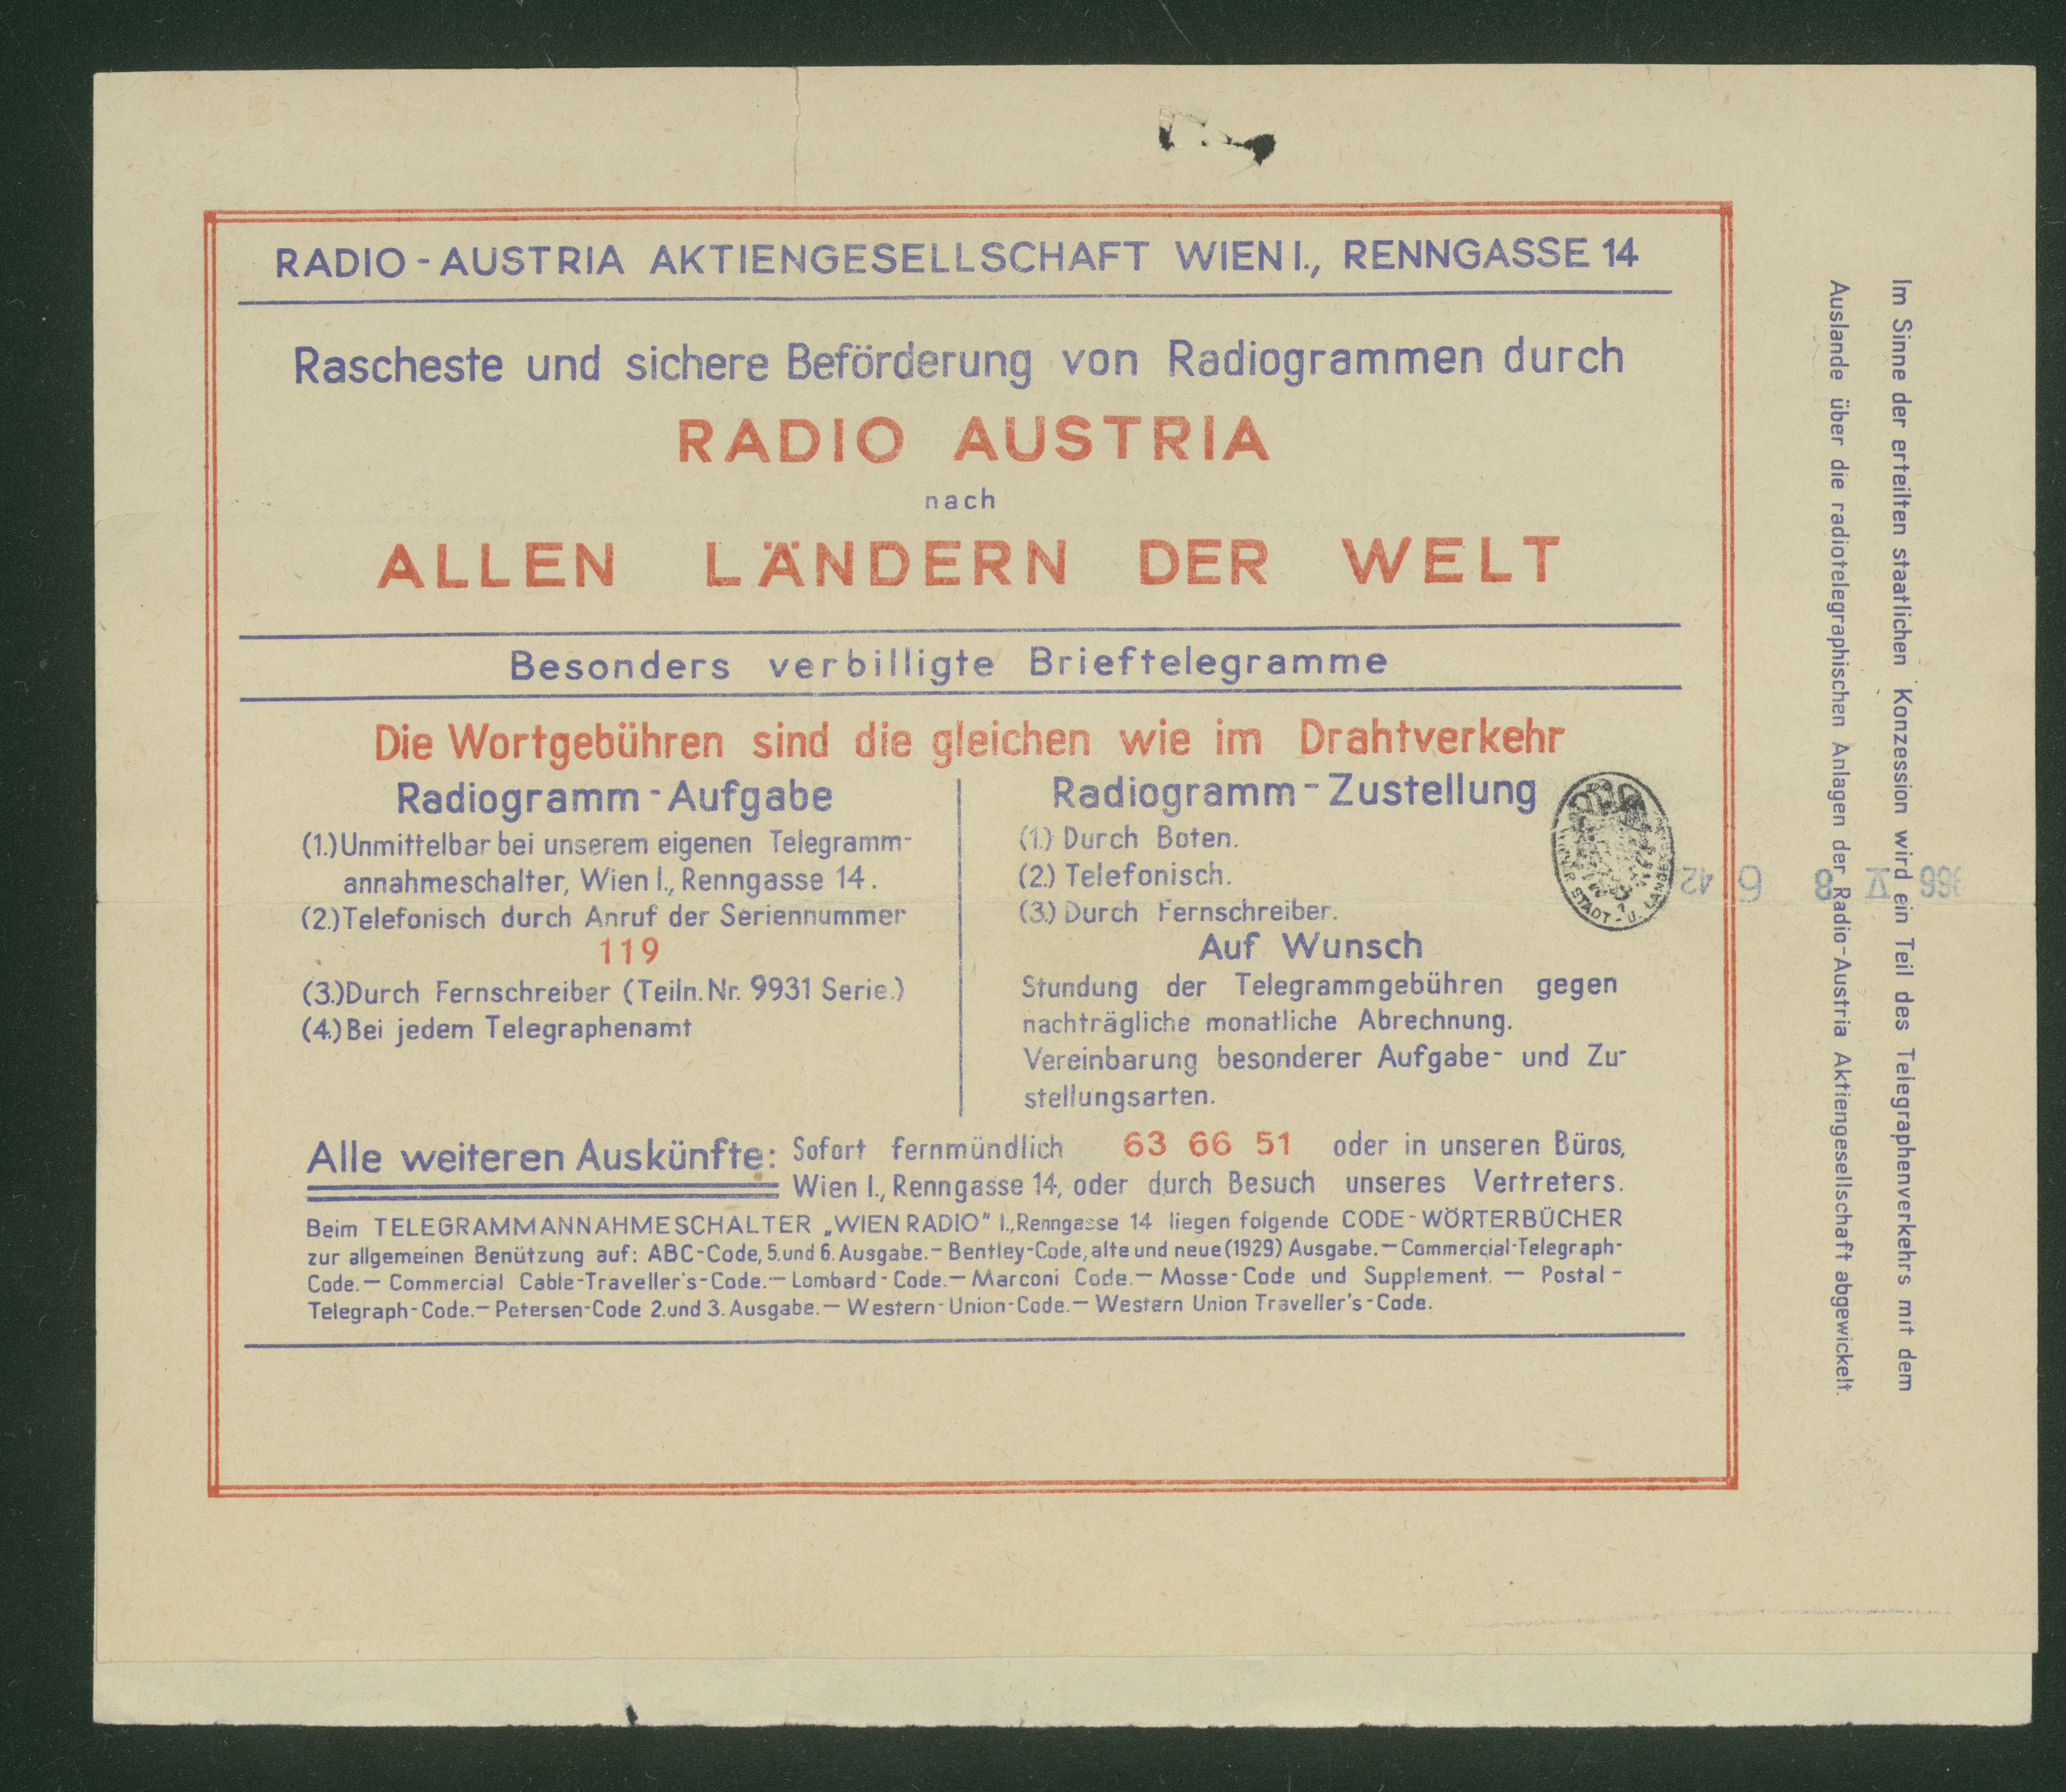 RADIO-AUSTRIA AKTIENGESELLSCHAFT WIEN I., RENNGASSE 14
Rascheste und sichere Beförderung von Radiogrammen durch
RADIO AUSTRIA
nach
ALLEN LÄNDERN DER WELT
Besonders verbilligte Brieftelegramme
Die Wortgebühren sind die gleichen wie im Drahtverkehr
Radiogramm-Aufgabe
(1.) Unmittelbar bei unserem eigenen Telegramm-
annahmeschalter, Wien I., Renngasse 14.
(2.) Telefonisch durch Anruf der Seriennummer
119
(3.) Durch Fernschreiber (Teiln. Nr. 9931 Serie.)
(4.) Bei jedem Telegraphenamt
Radiogramm-Zustellung
(1.) Durch Boten.
(2.) Telefonisch.
(3.) Durch Fernschreiber.
Auf Wunsch
Stundung der Telegrammgebühren gegen
nachträgliche monatliche Abrechnung.
Vereinbarung besonderer Aufgabe- und Zu-
stellungsarten.
Alle weiteren Auskünfte: Sofort fernmündlich 63 66 51 oder in unseren Büros,
Wien I., Renngasse 14, oder durch Besuch unseres Vertreters.
Beim TELEGRAMMANNAHMESCHALTER „WIEN RADIO" I., Renngasse 14 liegen folgende CODE-WÖRTERBÜCHER
zur allgemeinen Benützung auf: ABC-Code, 5. und 6. Ausgabe.— Bentley-Code, alte und neue (1929) Ausgabe.— Commercial-Telegraph-
Code.— Commercial Cable-Traveller's-Code.— Lombard-Code.— Marconi Code.— Mosse-Code und Supplement. — Postal-
Telegraph-Code.— Petersen-Code 2. und 3. Ausgabe.— Western-Union-Code.— Western Union Traveller's-Code.
Im Sinne der erteilten staatlichen Konzession wird ein Teil des Telegraphenverkehrs mit dem
Auslande über die radiotelegraphischen Anlagen der Radio-Austria Aktiengesellschaft abgewickelt.
STADT- U. LANDES